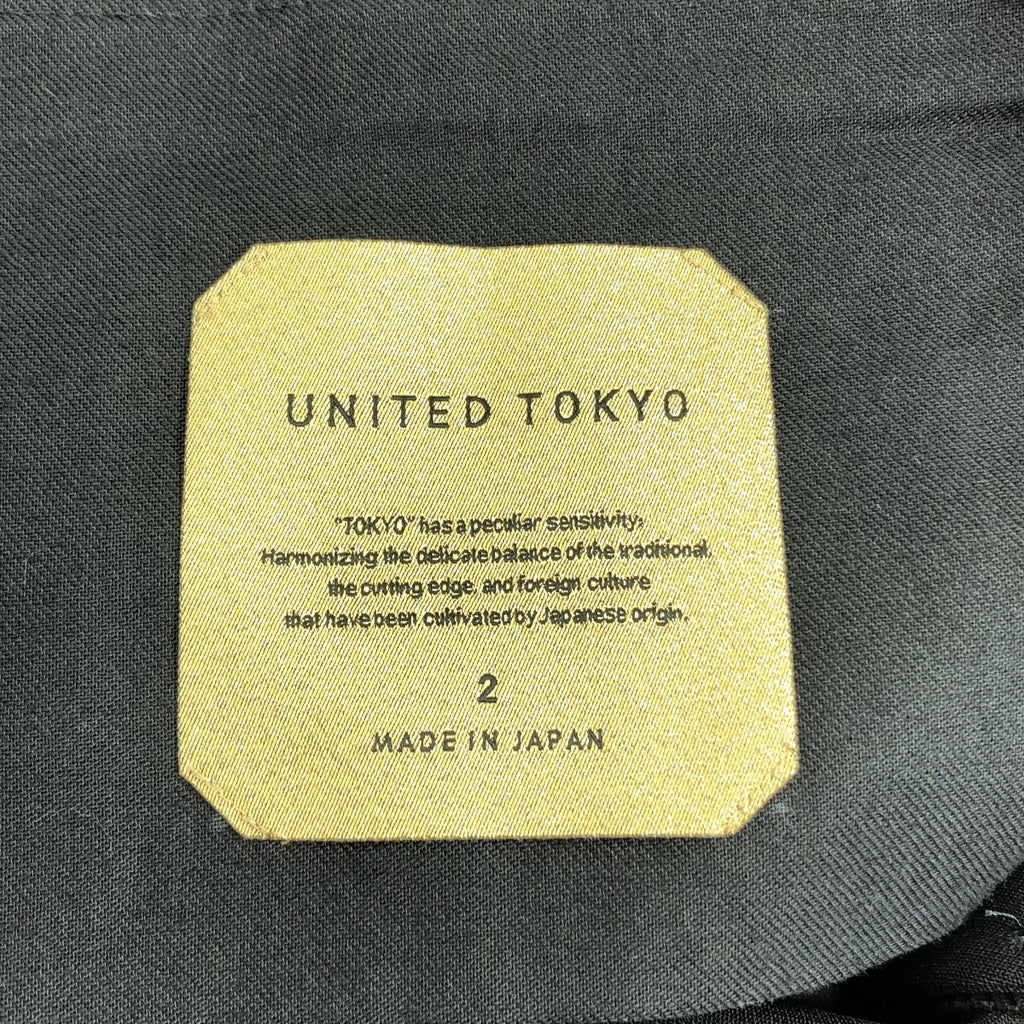 UNITED TOKYO
"TOKYO" has a peculiar sensitivity;
Harmonizing the delicate balance of the traditional,
the cutting edge, and foreign culture
that have been cultivated by Japanese origin.
2
MADE IN JAPAN